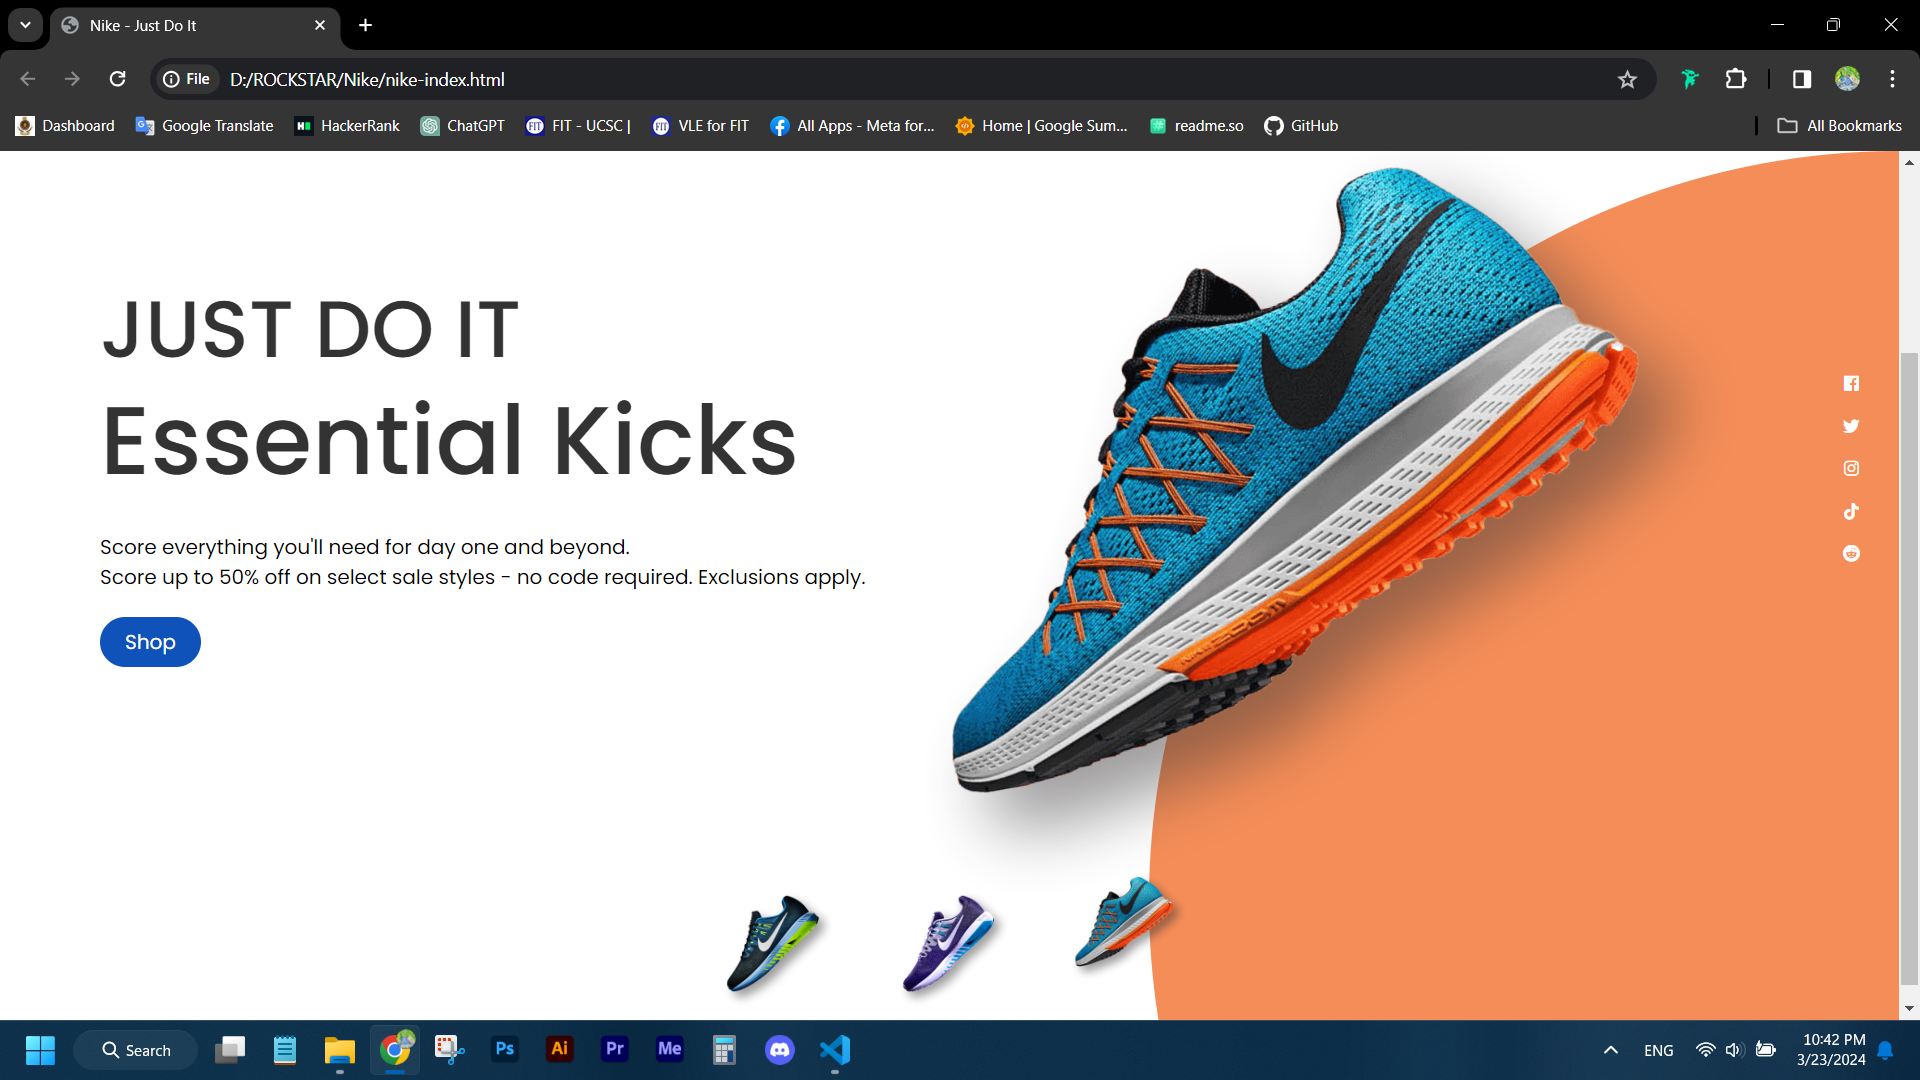 Nike - Just Do It
File
D:/ROCKSTAR/Nike/nike-index.html
Dashboard
Google Translate
HackerRank
ChatGPT
FIT - UCSC |
VLE for FIT
All Apps - Meta for...
Home | Google Sum...
readme.so
GitHub
All Bookmarks
JUST DO IT
Essential Kicks
Score everything you'll need for day one and beyond.
Score up to 50% off on select sale styles - no code required. Exclusions apply.
Shop
Search
Ps
Ai
Pr
Me
ENG
10:42 PM
3/23/2024